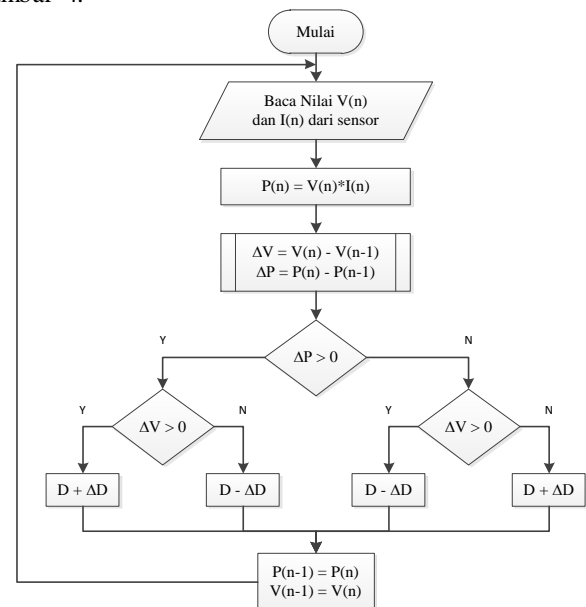 Mulai
Baca Nilai V(n)
dan I(n) dari sensor
P(n) = V(n)*I(n)
ΔV = V(n) - V(n-1)
ΔP = P(n) - P(n-1)
Y
ΔP > 0
N
Y
ΔV > 0
N
Y
ΔV > 0
N
D + ΔD
D - ΔD
D - ΔD
D + ΔD
P(n-1) = P(n)
V(n-1) = V(n)